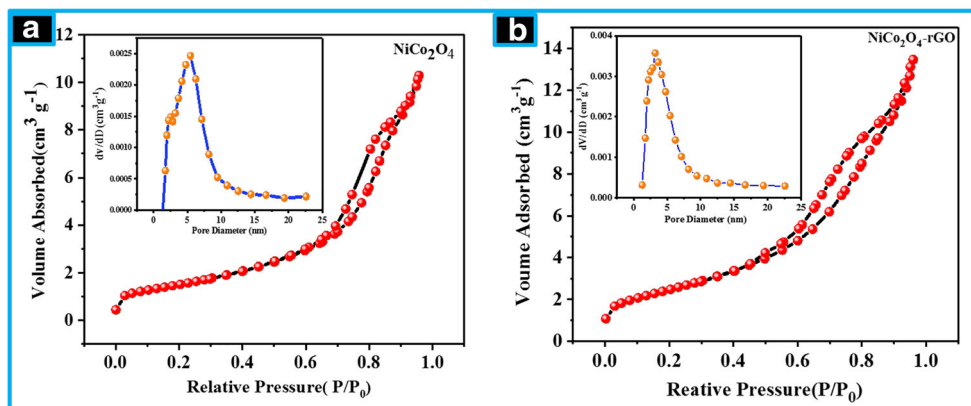 a
NiCo2O4
Volume Absorbed(cm3 g-1)
12
10
8
6
4
2
0
0.0 0.2 0.4 0.6 0.8 1.0
Relative Pressure( P/P0)
dV/dD (cm3g-1)
0.0025
0.0020
0.0015
0.0010
0.0005
0.0000
0 5 10 15 20 25
Pore Diameter (nm)
b
NiCo2O4-rGO
Voume Adsorbed (cm3 g-1)
14
12
10
8
6
4
2
0
0.0 0.2 0.4 0.6 0.8 1.0
Reative Pressure(P/P0)
dV/dD (cm3g-1)
0.004
0.003
0.002
0.001
0.000
0 5 10 15 20 25
Pore Diameter (nm)